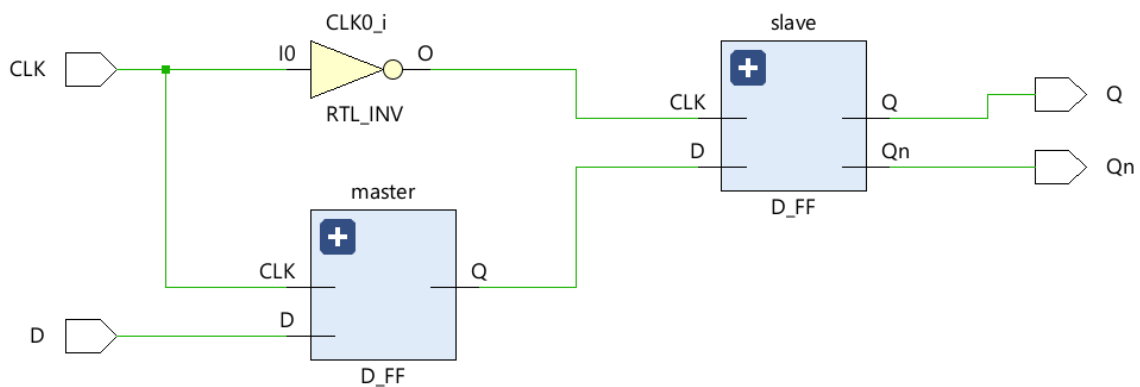 CLK0_i
slave
CLK
I0
O
RTL_INV
CLK
D
Q
Qn
Q
Qn
D_FF
master
CLK
D
Q
D
D_FF